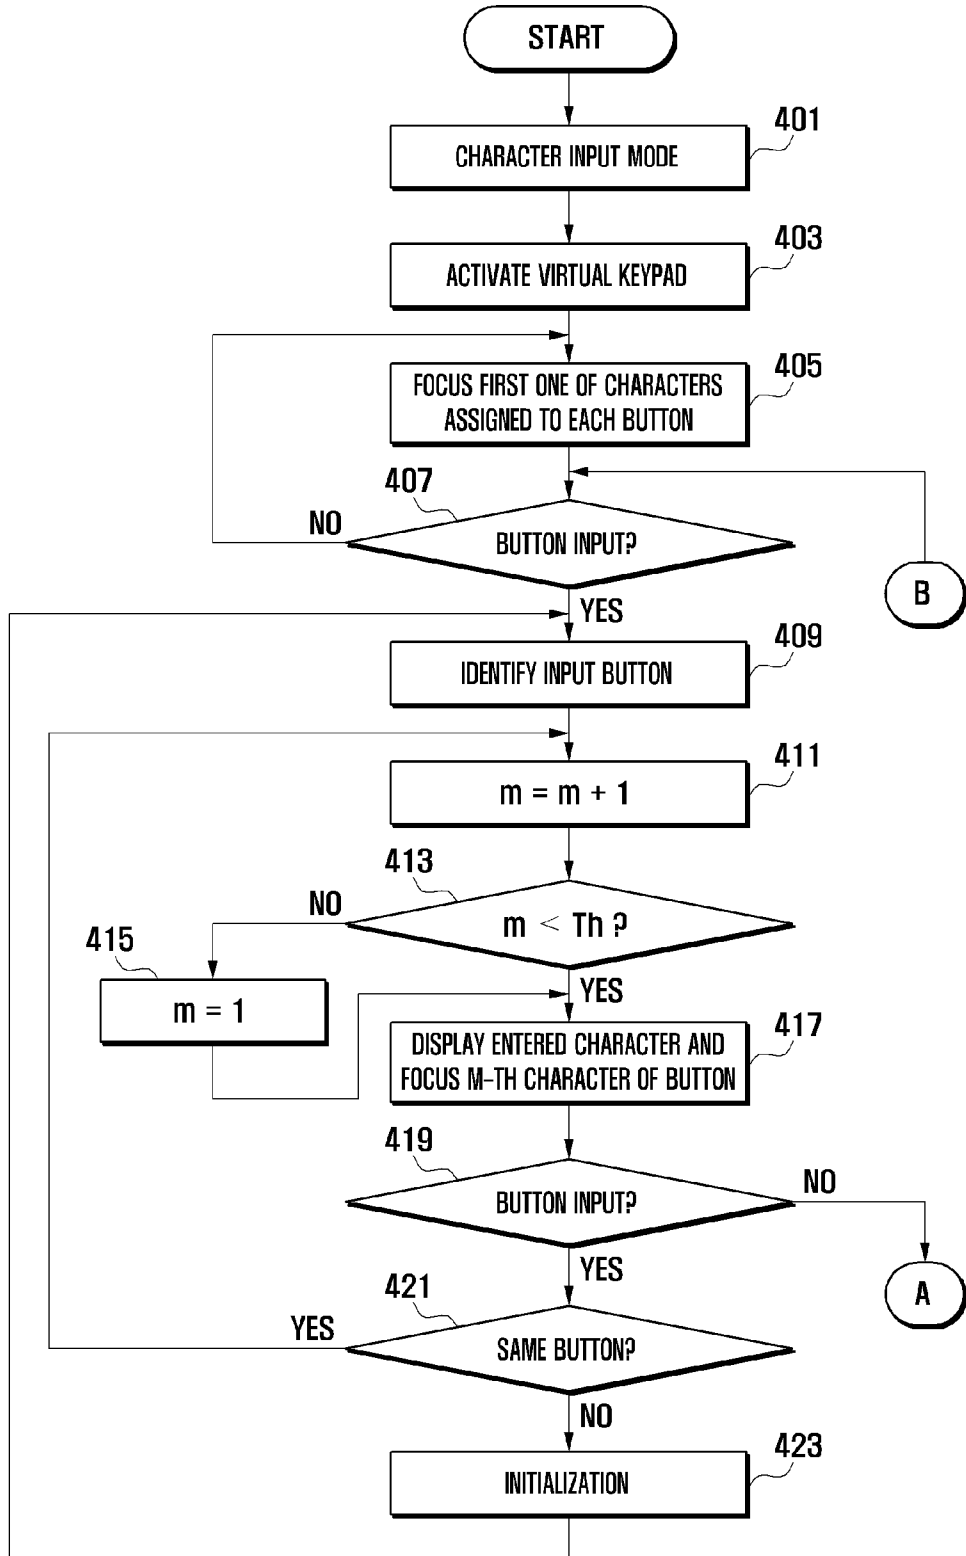 START
401
CHARACTER INPUT MODE
403
ACTIVATE VIRTUAL KEYPAD
405
FOCUS FIRST ONE OF CHARACTERS
ASSIGNED TO EACH BUTTON
407
NO
BUTTON INPUT?
B
YES
409
IDENTIFY INPUT BUTTON
411
m = m + 1
413
NO
m < Th ?
415
YES
m = 1
417
DISPLAY ENTERED CHARACTER AND
FOCUS M-TH CHARACTER OF BUTTON
419
NO
BUTTON INPUT?
YES
421
A
YES
SAME BUTTON?
NO
423
INITIALIZATION